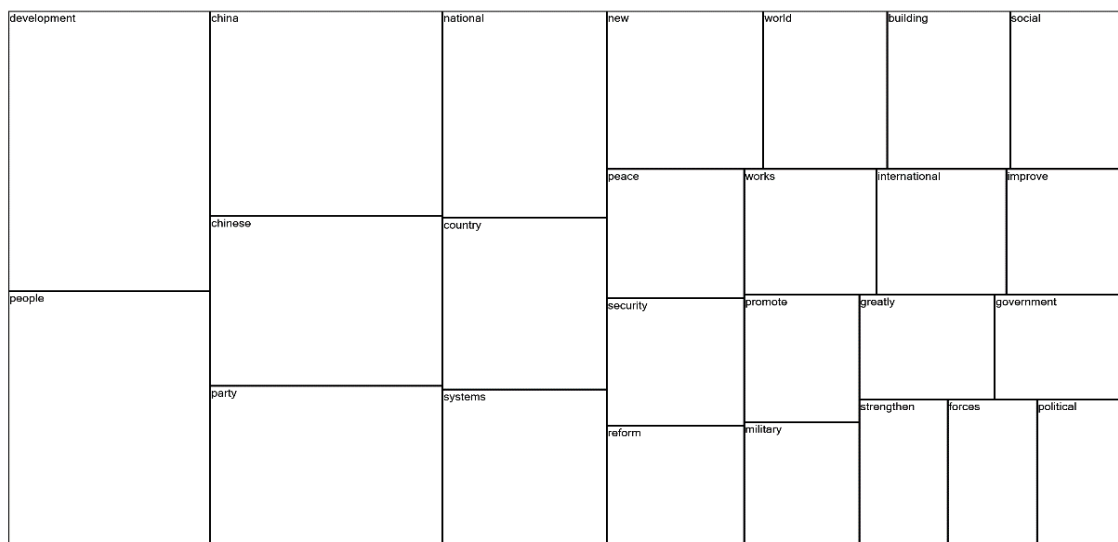 development
china
national
new
world
building
social
peace
works
international
improve
chinese
country
people
security
promote
greatly
government
party
systems
strengthen
forces
political
reform
military